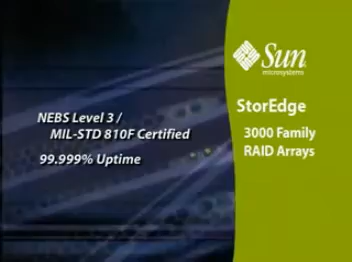 Sun
microsystems
StorEdge
3000 Family
RAID Arrays
NEBS Level 3 /
MIL-STD 810F Certified
99.999% Uptime